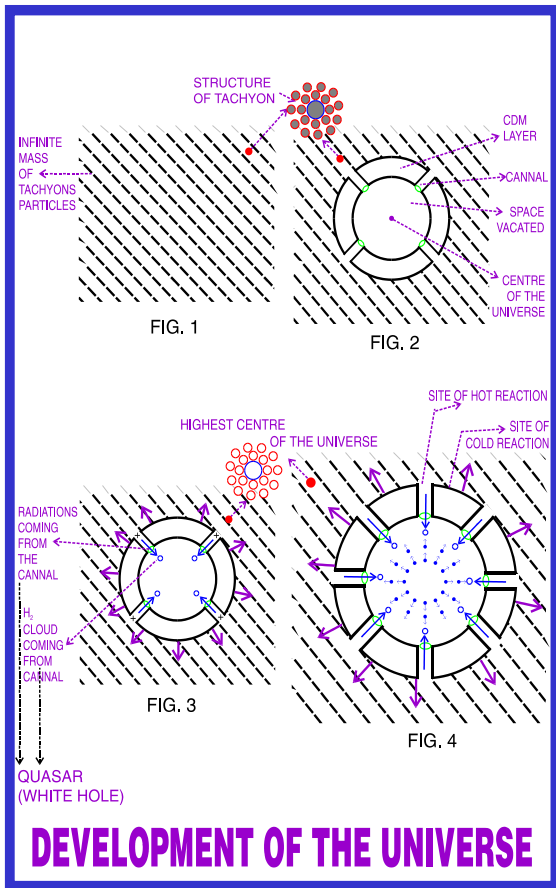 STRUCTURE
OF TACHYON
INFINITE
MASS
OF
TACHYONS
PARTICLES
CDM
LAYER
CANNAL
SPACE
VACATED
CENTRE
OF THE
UNIVERSE
FIG. 1
FIG. 2
SITE OF HOT REACTION
HIGHEST CENTRE
OF THE UNIVERSE
SITE OF
COLD REACTION
RADIATIONS
COMING
FROM
THE
CANNAL
H₂
CLOUD
COMING
FROM
CANNAL
FIG. 3
FIG. 4
QUASAR
(WHITE HOLE)
DEVELOPMENT OF THE UNIVERSE